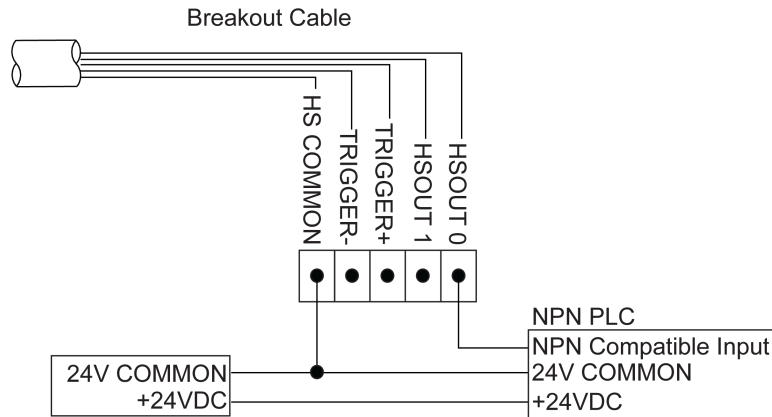 Breakout Cable
HS COMMON
TRIGGER-
TRIGGER+
HSOUT 1
HSOUT 0
NPN PLC
NPN Compatible Input
24V COMMON
24V COMMON
+24VDC
+24VDC